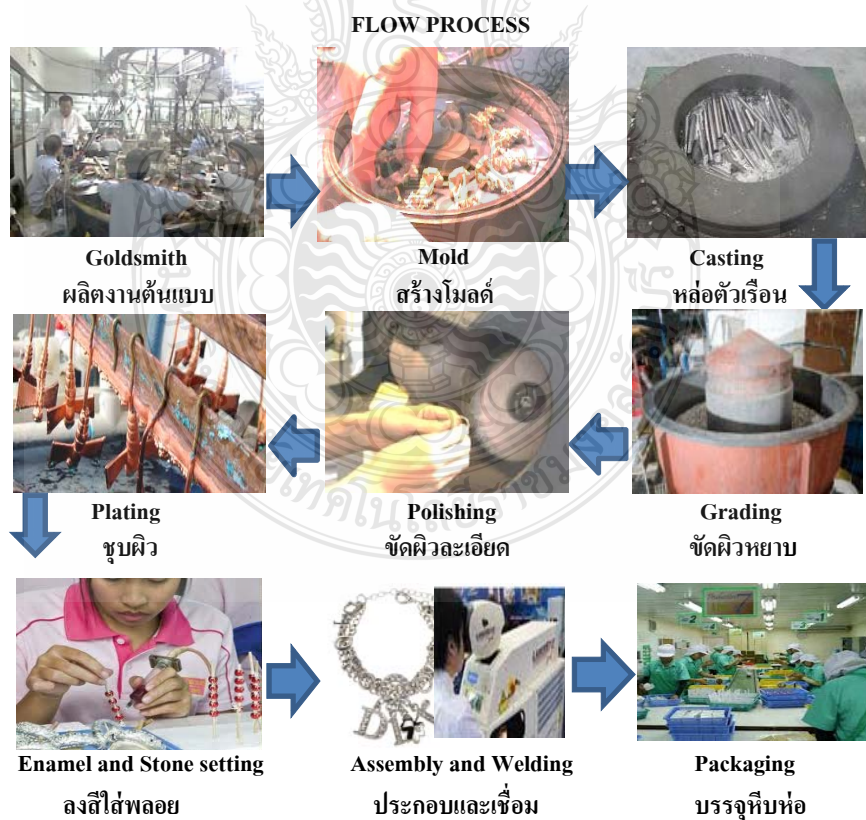 FLOW PROCESS
Goldsmith
ผลิตงานต้นแบบ
Mold
สร้างโมลด์
Casting
หล่อตัวเรือน
Plating
ชุบผิว
Polishing
ขัดผิวละเอียด
Grading
ขัดผิวหยาบ
Enamel and Stone setting
ลงสีใส่พลอย
Assembly and Welding
ประกอบและเชื่อม
Packaging
บรรจุหีบห่อ